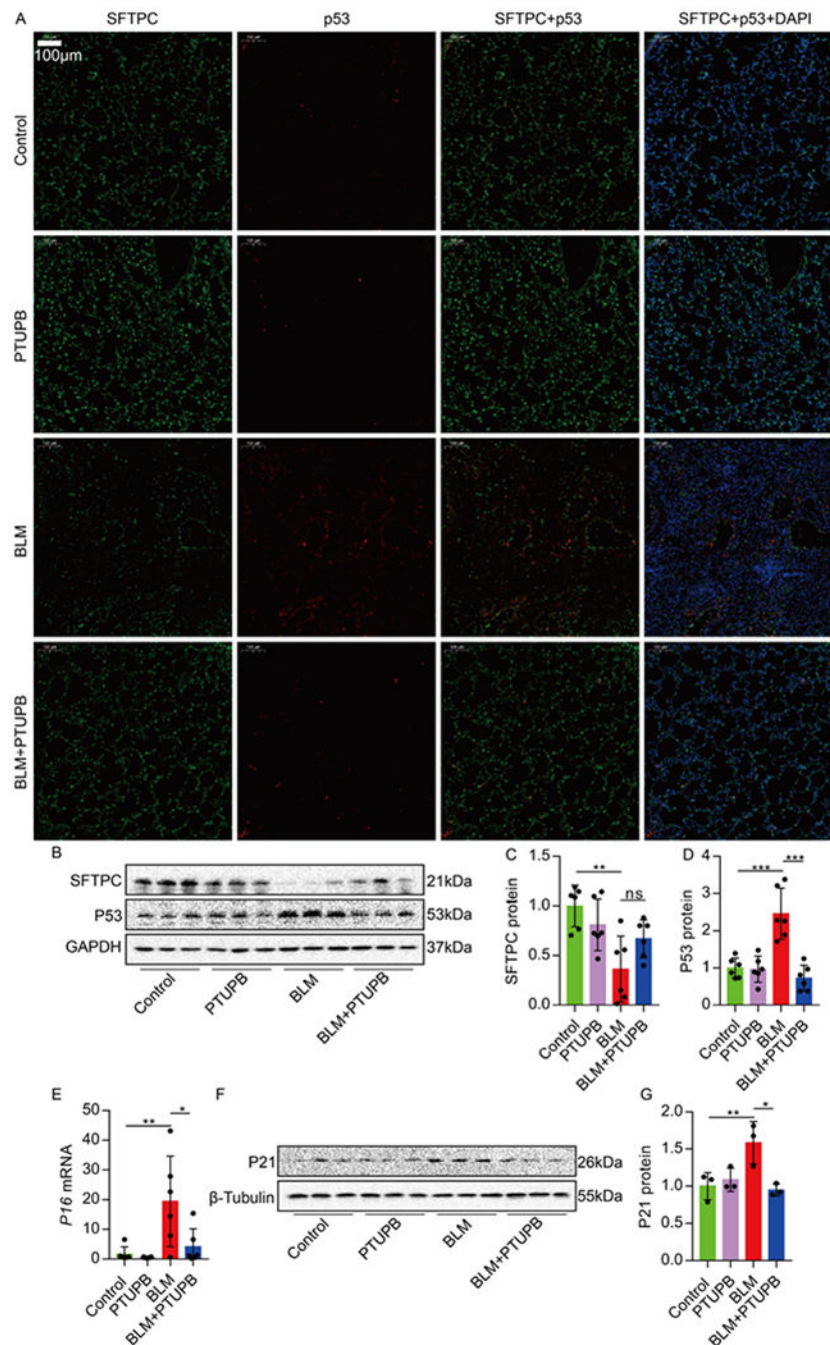 A
SFTPC p53 SFTPC+p53 SFTPC+p53+DAPI
100μm
Control
PTUPB
BLM
BLM+PTUPB
B
SFTPC 21kDa
P53 53kDa
GAPDH 37kDa
Control PTUPB BLM BLM+PTUPB
C
SFTPC protein
1.5
1.0
0.5
0.0
** ns
Control PTUPB BLM BLM+PTUPB
D
P53 protein
4
3
2
1
0
*** ***
Control PTUPB BLM BLM+PTUPB
E
P16 mRNA
50
40
30
20
10
0
** *
Control PTUPB BLM BLM+PTUPB
F
P21 26kDa
β-Tubulin 55kDa
Control PTUPB BLM BLM+PTUPB
G
P21 protein
2.0
1.5
1.0
0.5
0.0
** *
Control PTUPB BLM BLM+PTUPB